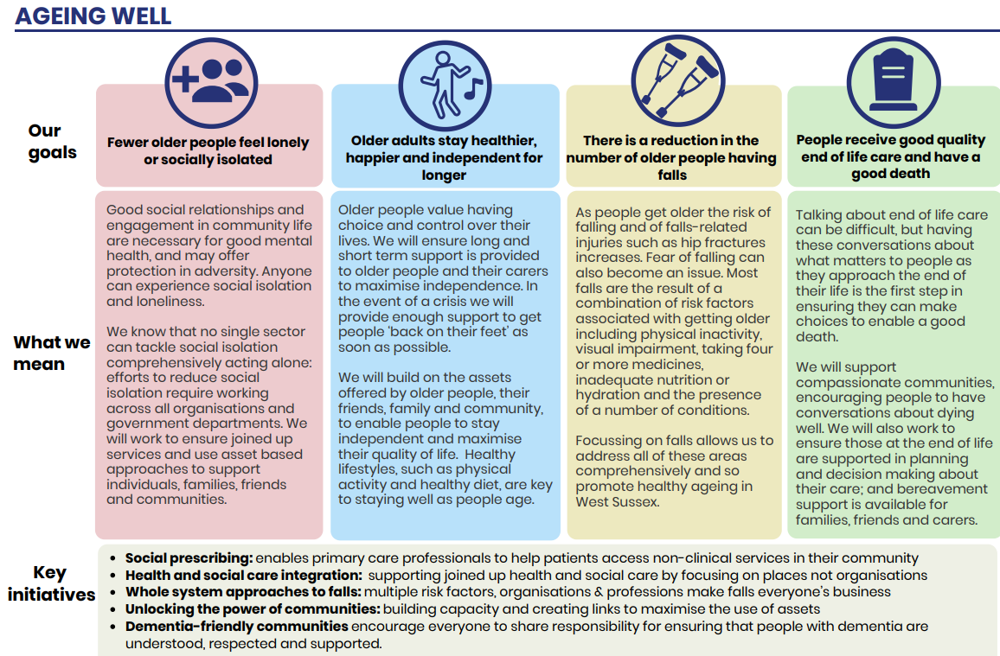 AGEING WELL
Our
goals
Fewer older people feel lonely
or socially isolated
Older adults stay healthier,
happier and independent for
longer
There is a reduction in the
number of older people having
falls
People receive good quality
end of life care and have a
good death
What we
mean
Good social relationships and
engagement in community life
are necessary for good mental
health, and may offer
protection in adversity. Anyone
can experience social isolation
and loneliness.
We know that no single sector
can tackle social isolation
comprehensively acting alone:
efforts to reduce social
isolation require working
across all organisations and
government departments. We
will work to ensure joined up
services and use asset based
approaches to support
individuals, families, friends
and communities.
Older people value having
choice and control over their
lives. We will ensure long and
short term support is provided
to older people and their carers
to maximise independence. In
the event of a crisis we will
provide enough support to get
people ‘back on their feet’ as
soon as possible.
We will build on the assets
offered by older people, their
friends, family and community,
to enable people to stay
independent and maximise
their quality of life.  Healthy
lifestyles, such as physical
activity and healthy diet, are key
to staying well as people age.
As people get older the risk of
falling and of falls-related
injuries such as hip fractures
increases. Fear of falling can
also become an issue. Most
falls are the result of a
combination of risk factors
associated with getting older
including physical inactivity,
visual impairment, taking four
or more medicines,
inadequate nutrition or
hydration and the presence
of a number of conditions.
Focussing on falls allows us to
address all of these areas
comprehensively and so
promote healthy ageing in
West Sussex.
Talking about end of life care
can be difficult, but having
these conversations about
what matters to people as
they approach the end of
their life is the first step in
ensuring they can make
choices to enable a good
death.
We will support
compassionate communities,
encouraging people to have
conversations about dying
well. We will also work to
ensure those at the end of life
are supported in planning
and decision making about
their care; and bereavement
support is available for
families, friends and carers.
Key
initiatives
• Social prescribing: enables primary care professionals to help patients access non-clinical services in their community
• Health and social care integration:  supporting joined up health and social care by focusing on places not organisations
• Whole system approaches to falls: multiple risk factors, organisations & professions make falls everyone’s business
• Unlocking the power of communities: building capacity and creating links to maximise the use of assets
• Dementia-friendly communities encourage everyone to share responsibility for ensuring that people with dementia are
understood, respected and supported.